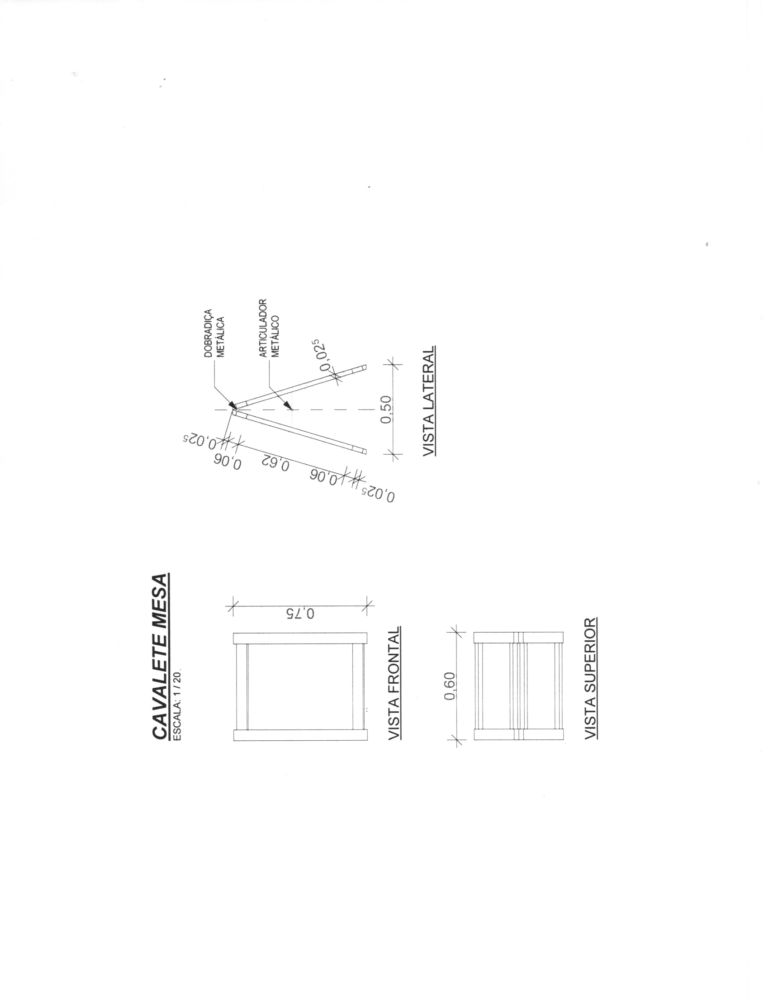 CAVALETE MESA
ESCALA: 1 / 20.
0,75
VISTA FRONTAL
0,025
0,06
0,62
0,06
0,025
DOBRADIÇA
METÁLICA
ARTICULADOR
METÁLICO
0,025
0,50
VISTA LATERAL
0,60
VISTA SUPERIOR